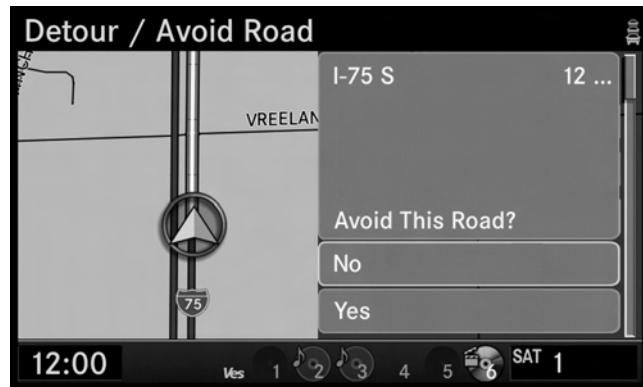 Detour / Avoid Road
I-75 S 12 ...
VREELAN
Avoid This Road?
No
75
Yes
12:00 Ves 1 2 3 4 5 6 SAT 1